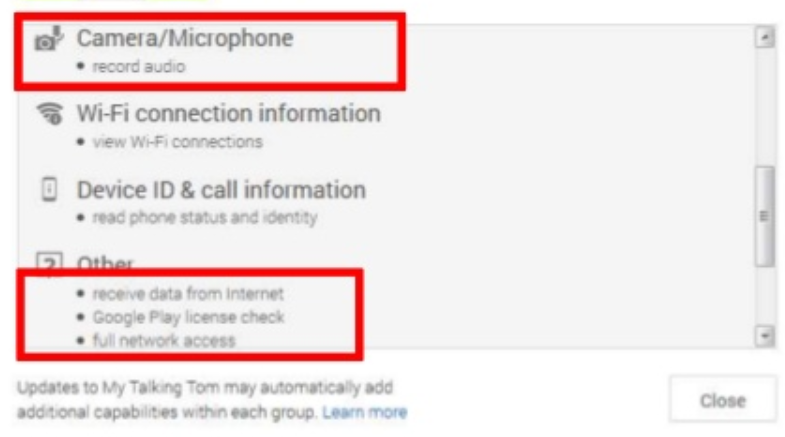 Camera/Microphone
• record audio
Wi-Fi connection information
• view Wi-Fi connections
Device ID & call information
• read phone status and identity
Other
• receive data from Internet
• Google Play license check
• full network access
Updates to My Talking Tom may automatically add
additional capabilities within each group. Learn more
Close